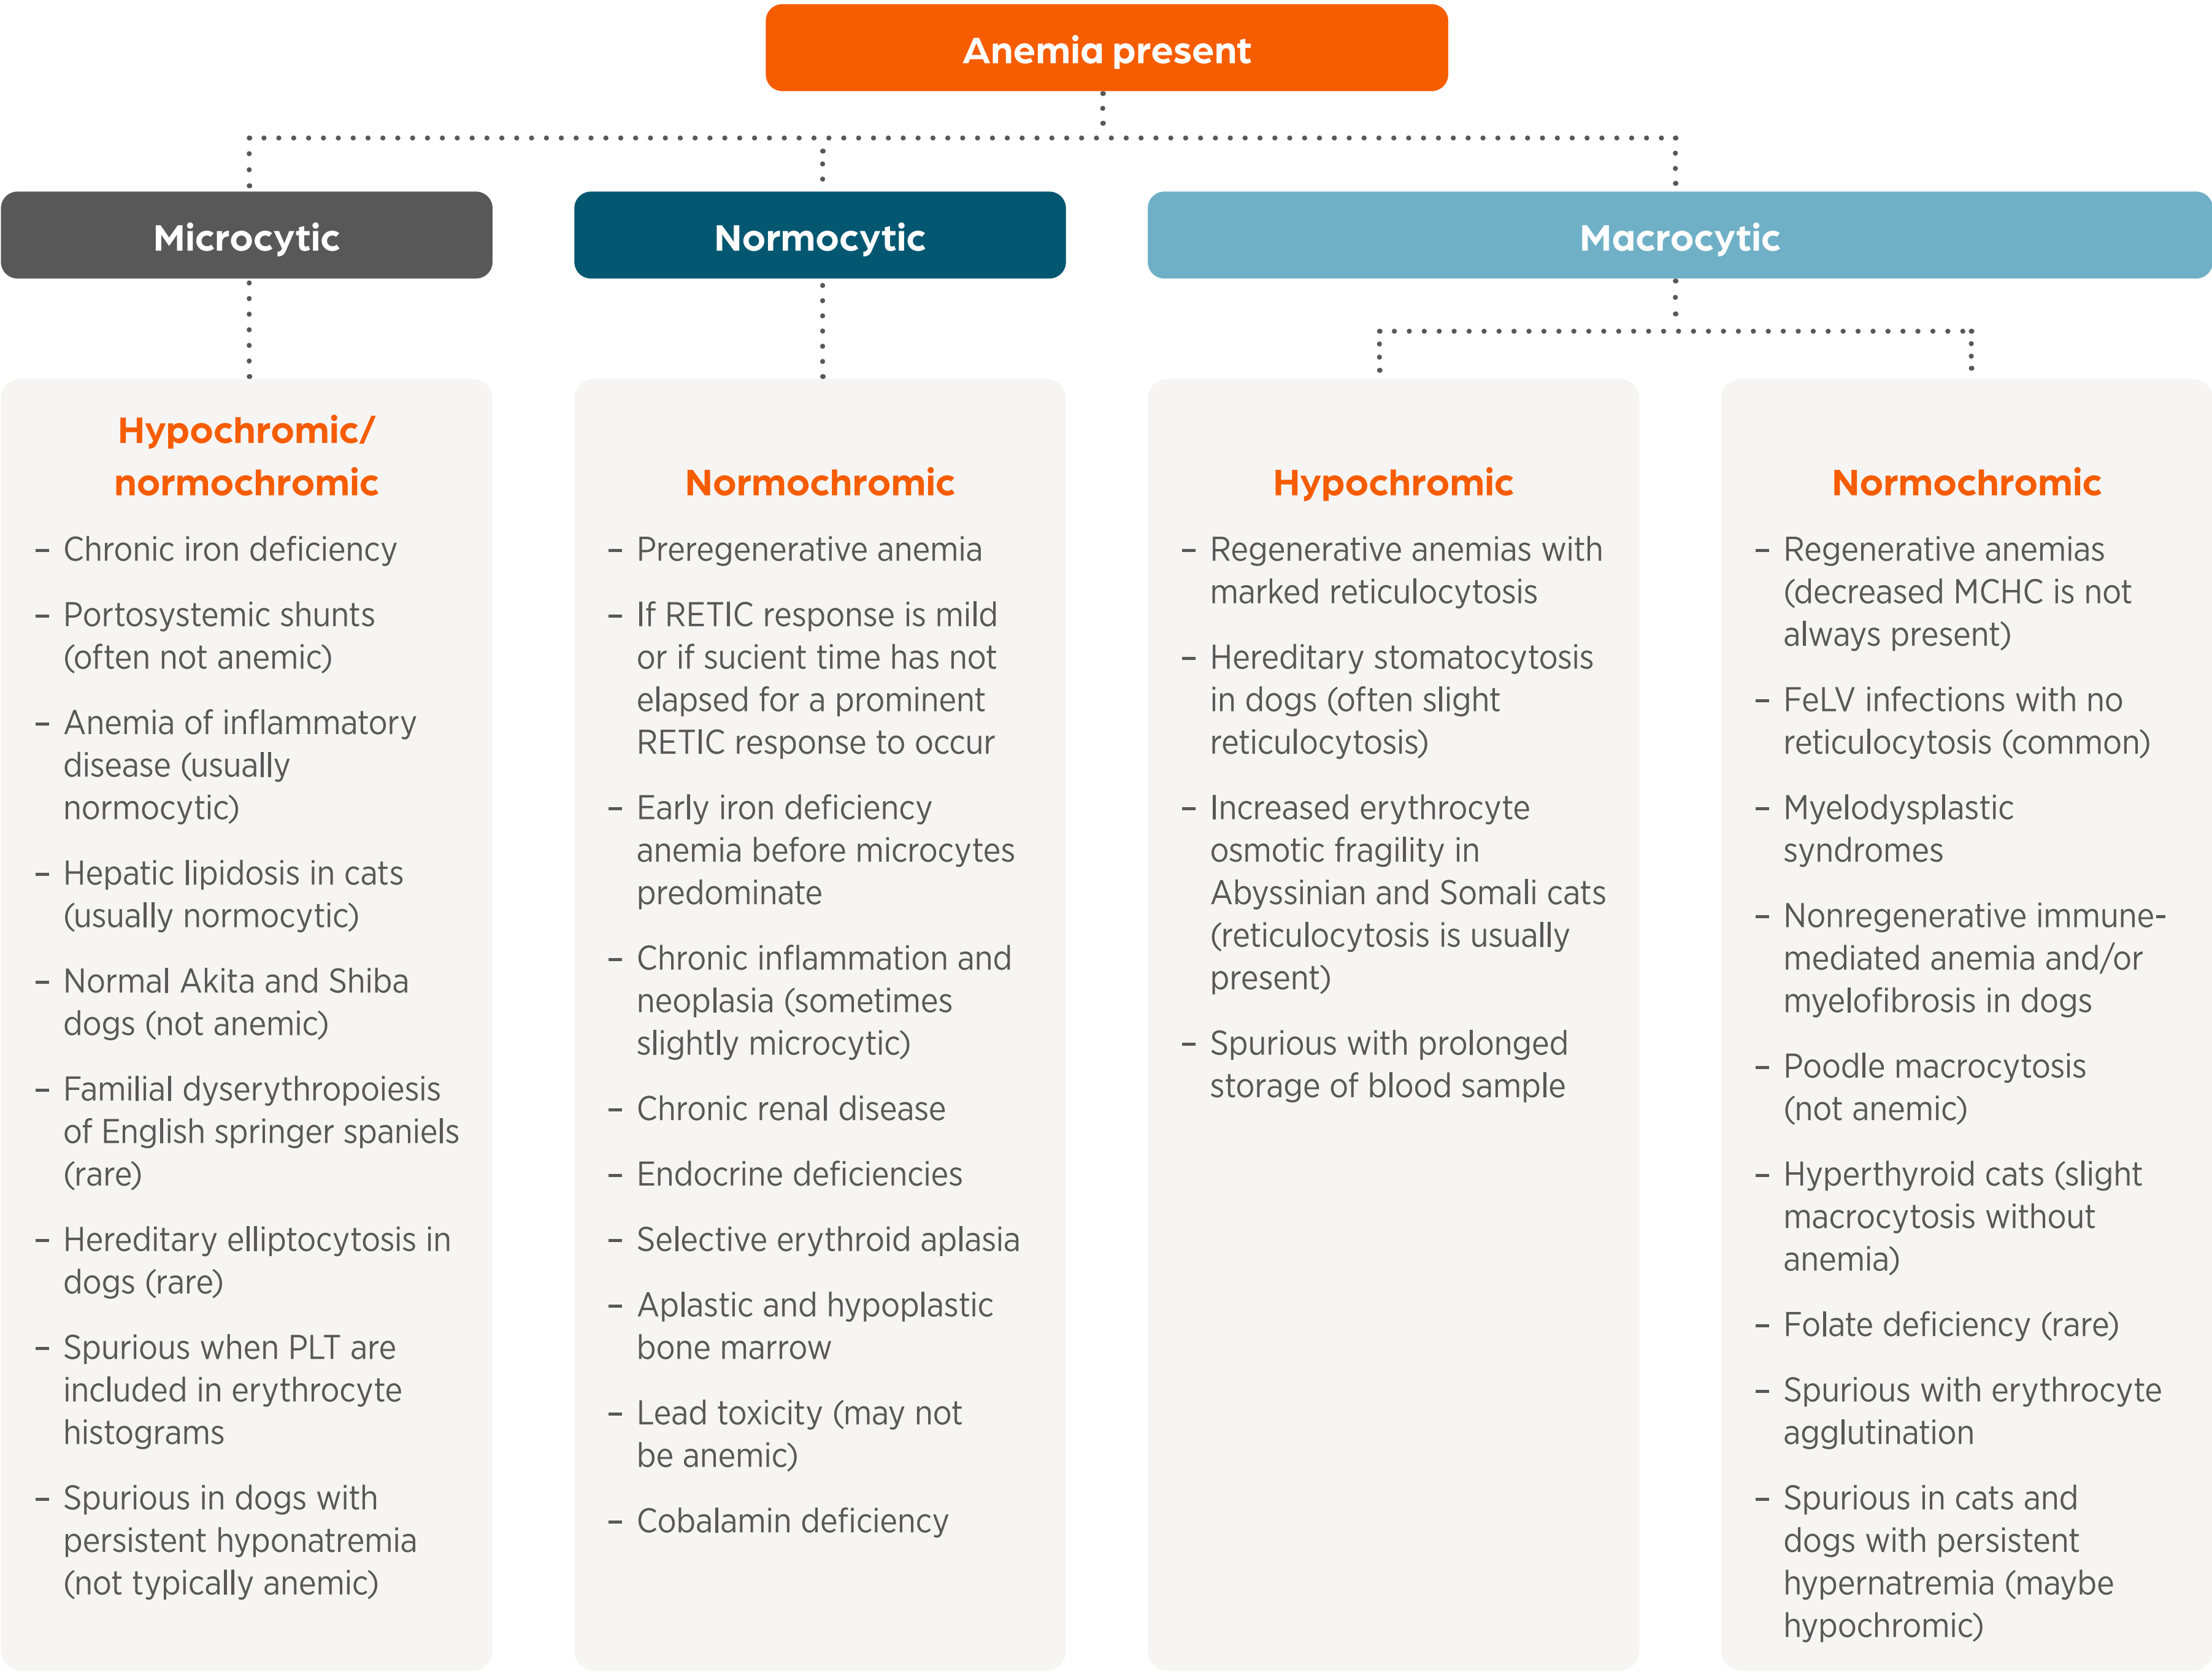 Anemia present
Microcytic
Normocytic
Macrocytic
Hypochromic/
normochromic
– Chronic iron deficiency
– Portosystemic shunts
(often not anemic)
– Anemia of inflammatory
disease (usually
normocytic)
– Hepatic lipidosis in cats
(usually normocytic)
– Normal Akita and Shiba
dogs (not anemic)
– Familial dyserythropoiesis
of English springer spaniels
(rare)
– Hereditary elliptocytosis in
dogs (rare)
– Spurious when PLT are
included in erythrocyte
histograms
– Spurious in dogs with
persistent hyponatremia
(not typically anemic)
Normochromic
– Preregenerative anemia
– If RETIC response is mild
or if sucient time has not
elapsed for a prominent
RETIC response to occur
– Early iron deficiency
anemia before microcytes
predominate
– Chronic inflammation and
neoplasia (sometimes
slightly microcytic)
– Chronic renal disease
– Endocrine deficiencies
– Selective erythroid aplasia
– Aplastic and hypoplastic
bone marrow
– Lead toxicity (may not
be anemic)
– Cobalamin deficiency
Hypochromic
– Regenerative anemias with
marked reticulocytosis
– Hereditary stomatocytosis
in dogs (often slight
reticulocytosis)
– Increased erythrocyte
osmotic fragility in
Abyssinian and Somali cats
(reticulocytosis is usually
present)
– Spurious with prolonged
storage of blood sample
Normochromic
– Regenerative anemias
(decreased MCHC is not
always present)
– FeLV infections with no
reticulocytosis (common)
– Myelodysplastic
syndromes
– Nonregenerative immune-
mediated anemia and/or
myelofibrosis in dogs
– Poodle macrocytosis
(not anemic)
– Hyperthyroid cats (slight
macrocytosis without
anemia)
– Folate deficiency (rare)
– Spurious with erythrocyte
agglutination
– Spurious in cats and
dogs with persistent
hypernatremia (maybe
hypochromic)